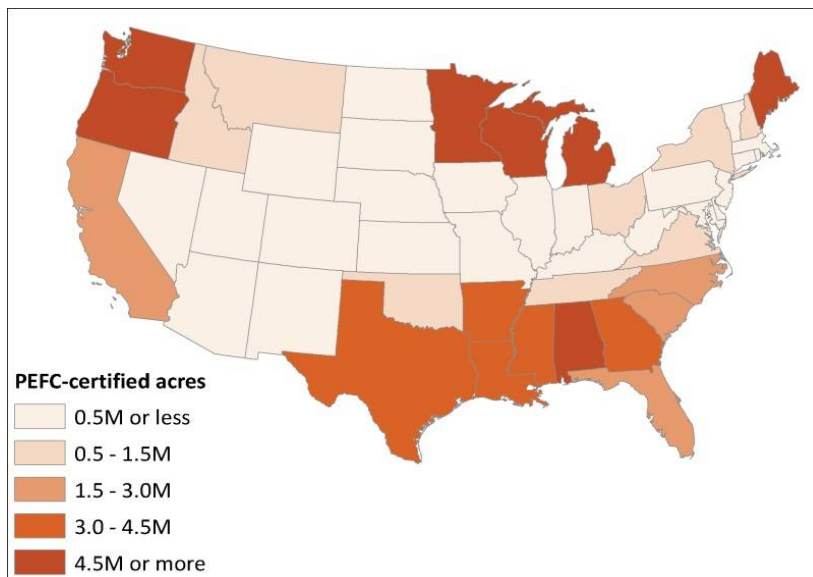 PEFC-certified acres
0.5M or less
0.5 - 1.5M
1.5 - 3.0M
3.0 - 4.5M
4.5M or more